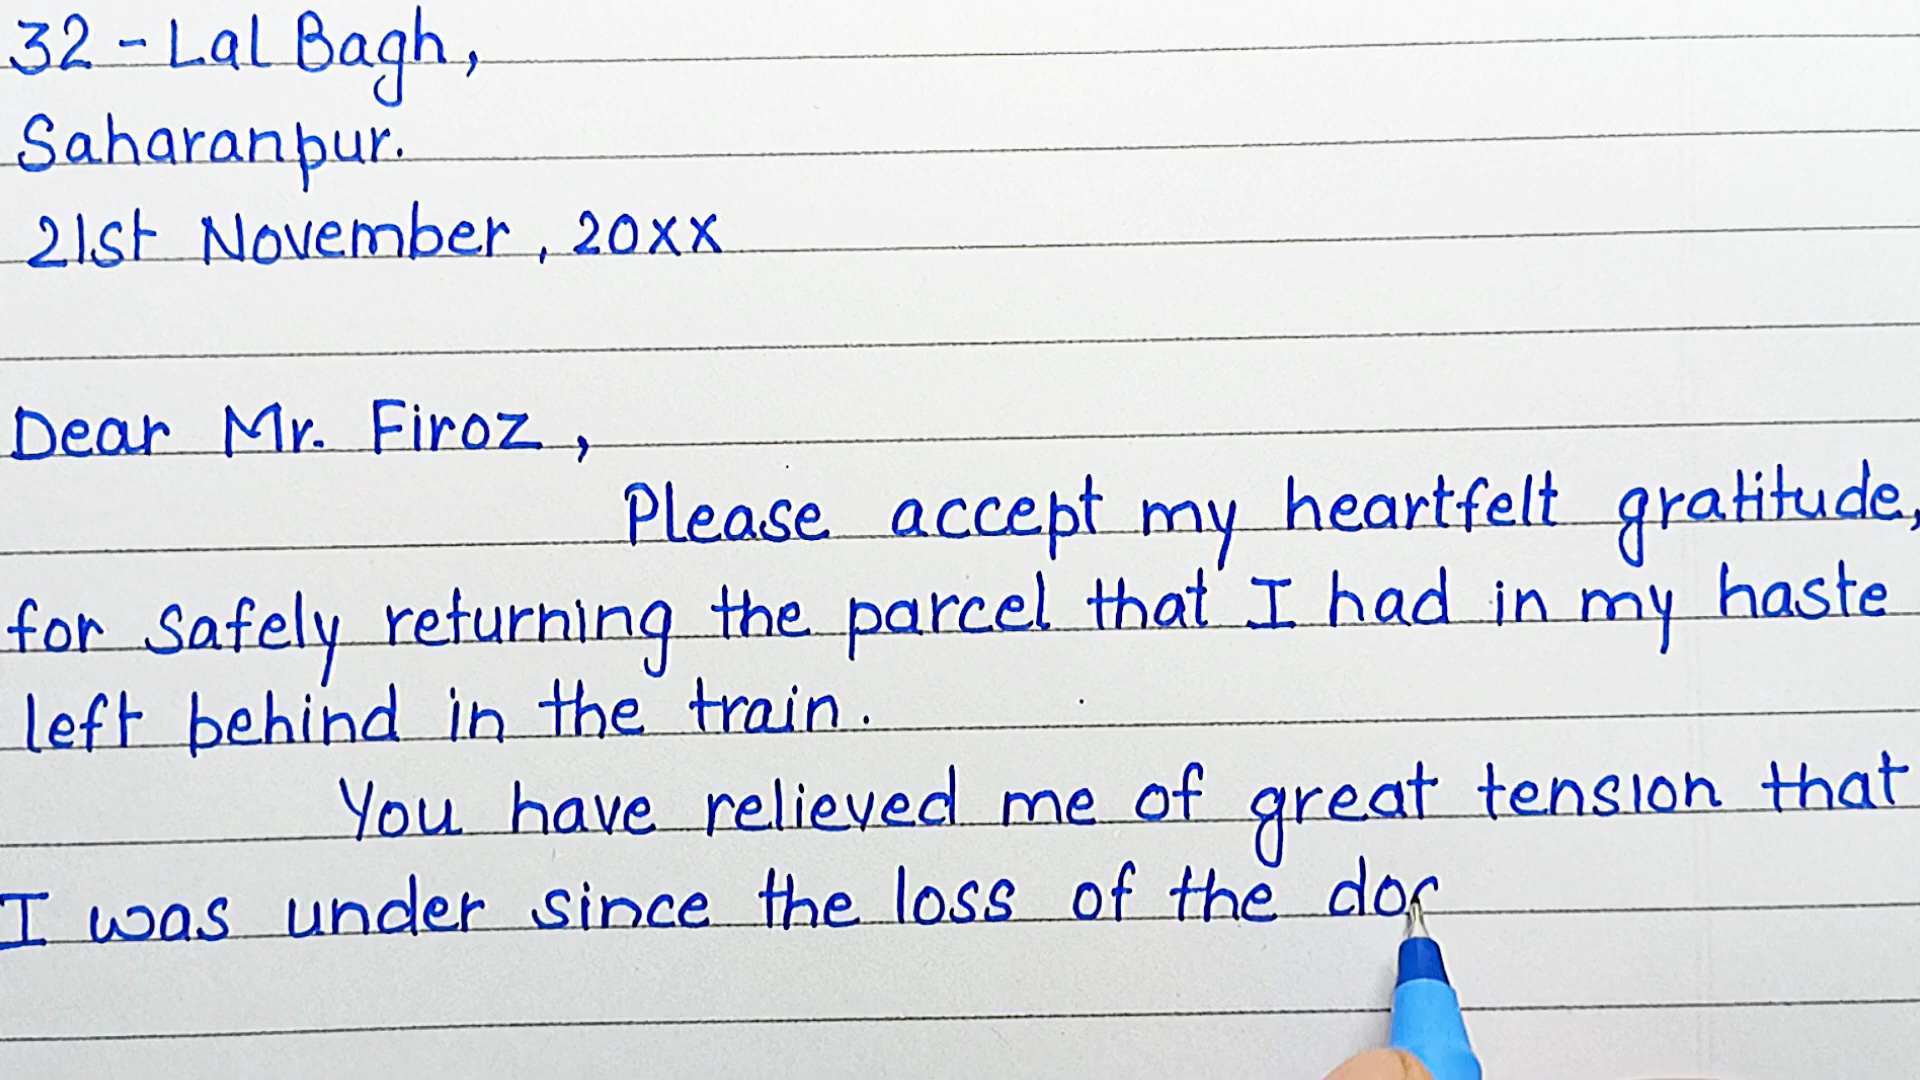 32 - Lal Bagh,
Saharanpur.
21st November, 20xx
Dear Mr. Firoz,
Please accept my heartfelt gratitude,
for safely returning the parcel that I had in my haste
left behind in the train.
You have relieved me of great tension that
I was under since the loss of the doc